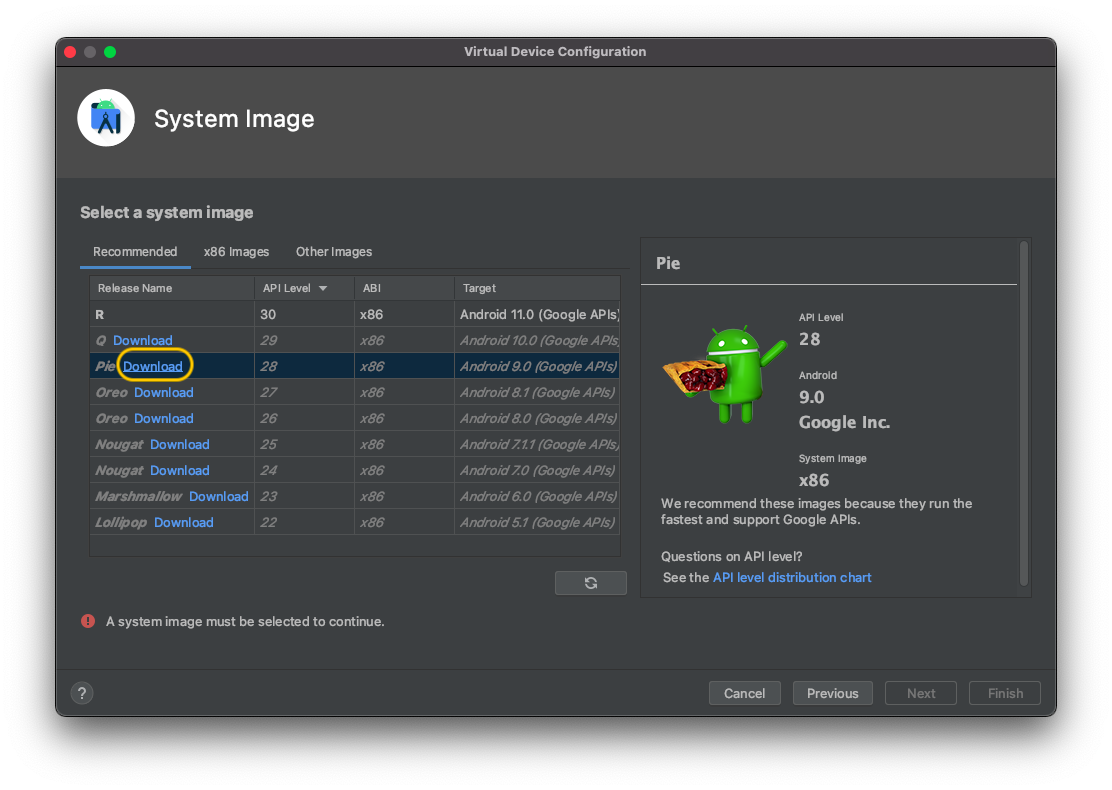 Virtual Device Configuration
System Image
Select a system image
Recommended x86 Images Other Images
Release Name API Level ABI Target
R 30 x86 Android 11.0 (Google APIs)
Q Download 29 x86 Android 10.0 (Google APIs)
Pie Download 28 x86 Android 9.0 (Google APIs)
Oreo Download 27 x86 Android 8.1 (Google APIs)
Oreo Download 26 x86 Android 8.0 (Google APIs)
Nougat Download 25 x86 Android 7.1.1 (Google APIs)
Nougat Download 24 x86 Android 7.0 (Google APIs)
Marshmallow Download 23 x86 Android 6.0 (Google APIs)
Lollipop Download 22 x86 Android 5.1 (Google APIs)
Pie
API Level
28
Android
9.0
Google Inc.
System Image
x86
We recommend these images because they run the
fastest and support Google APIs.
Questions on API level?
See the API level distribution chart
! A system image must be selected to continue.
? Cancel Previous Next Finish